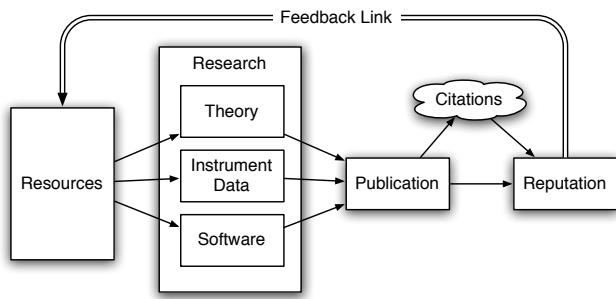 Feedback Link
Research
Theory
Citations
Resources
Instrument
Data
Publication
Reputation
Software